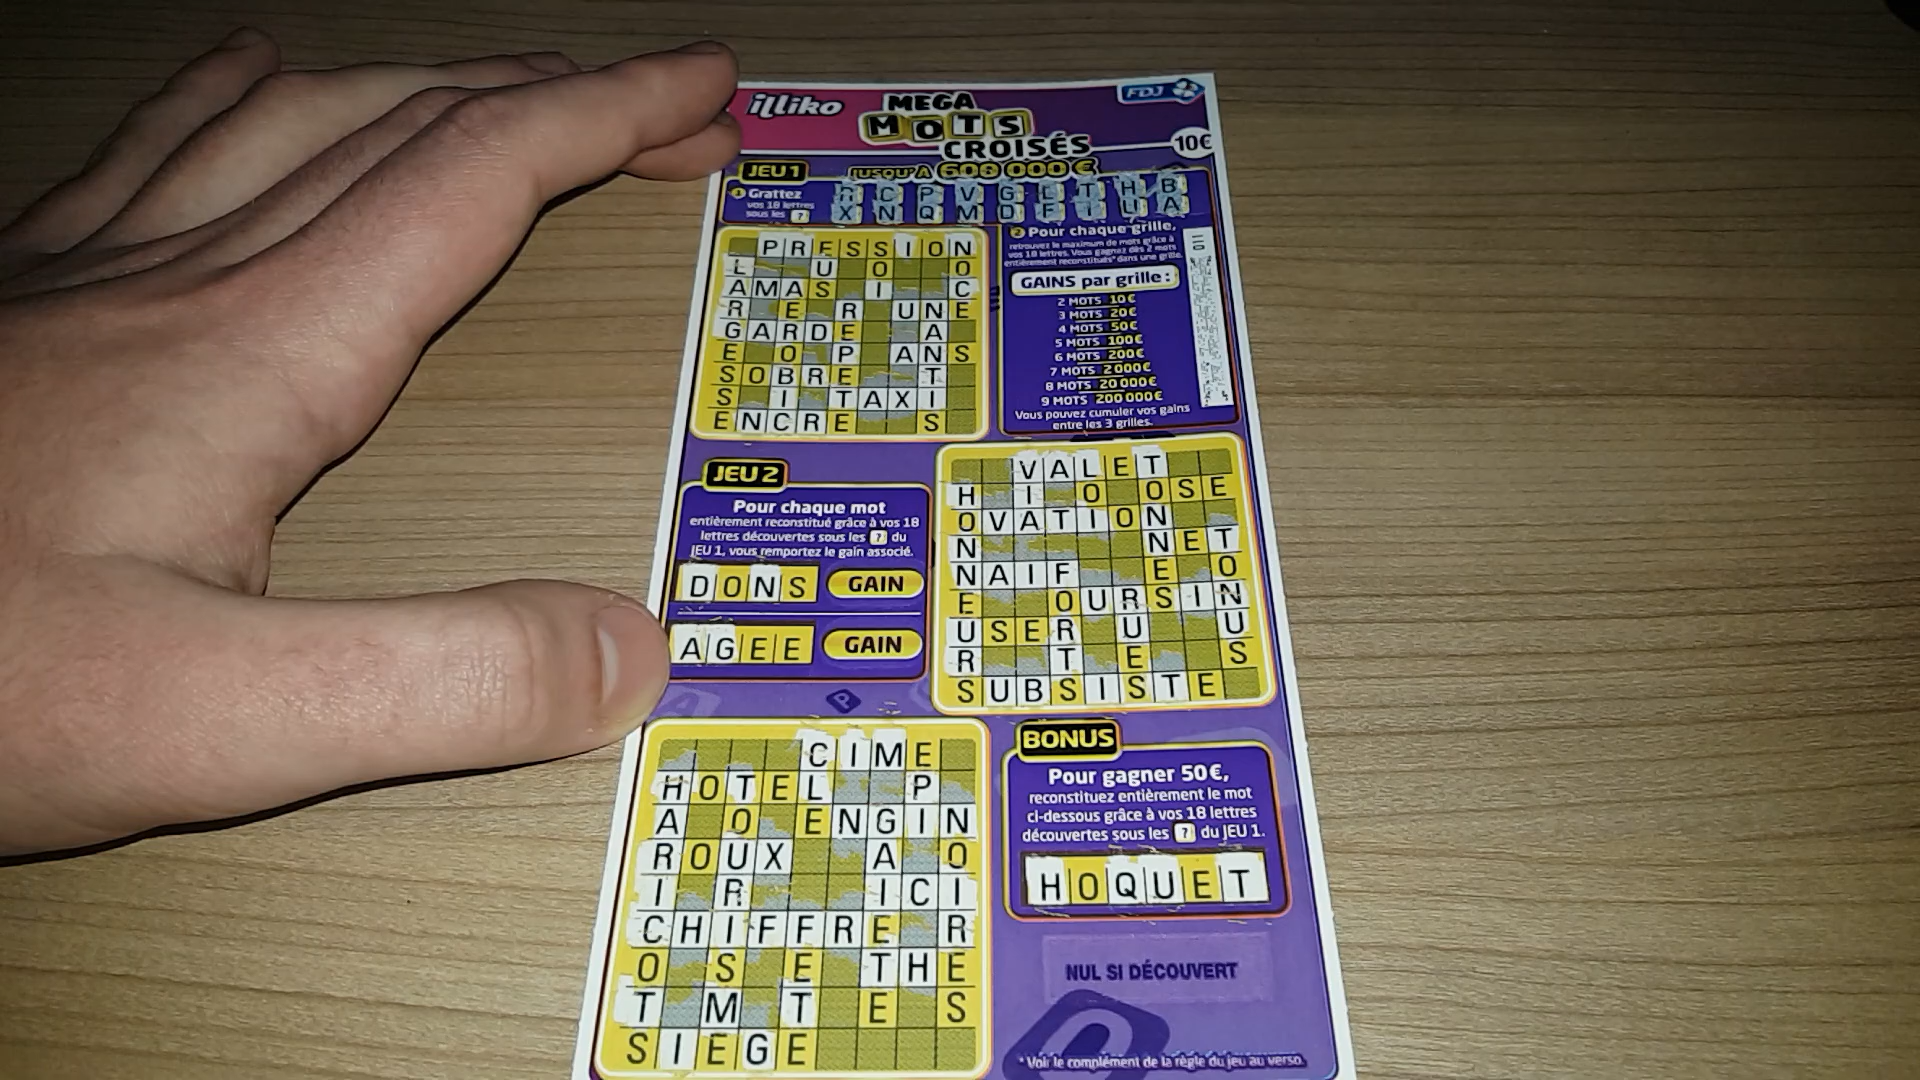 illiko
FDJ
MEGA
MOTS
CROISÉS
10€
JEU 1
JUSQU'À 600 000 €
1 Grattez
vos 18 lettres
sous les ?
R C P V G L T H B
X N Q M D F I U A
2 Pour chaque grille,
retrouvez le maximum de mots grâce à
vos 18 lettres. Vous gagnez dès 2 mots
entièrement reconstitués* dans une grille.
011
GAINS par grille :
2 MOTS 10€
3 MOTS 20€
4 MOTS 50€
5 MOTS 100€
6 MOTS 200€
7 MOTS 2 000€
8 MOTS 20 000€
9 MOTS 200 000€
Vous pouvez cumuler vos gains
entre les 3 grilles.
PRESSION
L U O O
AMAS I C
R E R UNE
GARDE A
E O P ANS
SOBRE T
S I TAXI
ENCRE S
JEU 2
Pour chaque mot
entièrement reconstitué grâce à vos 18
lettres découvertes sous les ? du
JEU 1, vous remportez le gain associé.
DONS GAIN
AGEE GAIN
VALET
H I O OSE
OVATION
N NET
NAIF E O
E OURSIN
USER U U
R T E S
SUBSISTE
CIME
HOTEL P
A O ENGIN
ROUX A O
I R ICI
CHIFFRE R
O S E THE
T M T E S
SIEGE
BONUS
Pour gagner 50€,
reconstituez entièrement le mot
ci-dessous grâce à vos 18 lettres
découvertes sous les ? du JEU 1.
HOQUET
NUL SI DÉCOUVERT
* Voir le complément de la règle du jeu au verso.